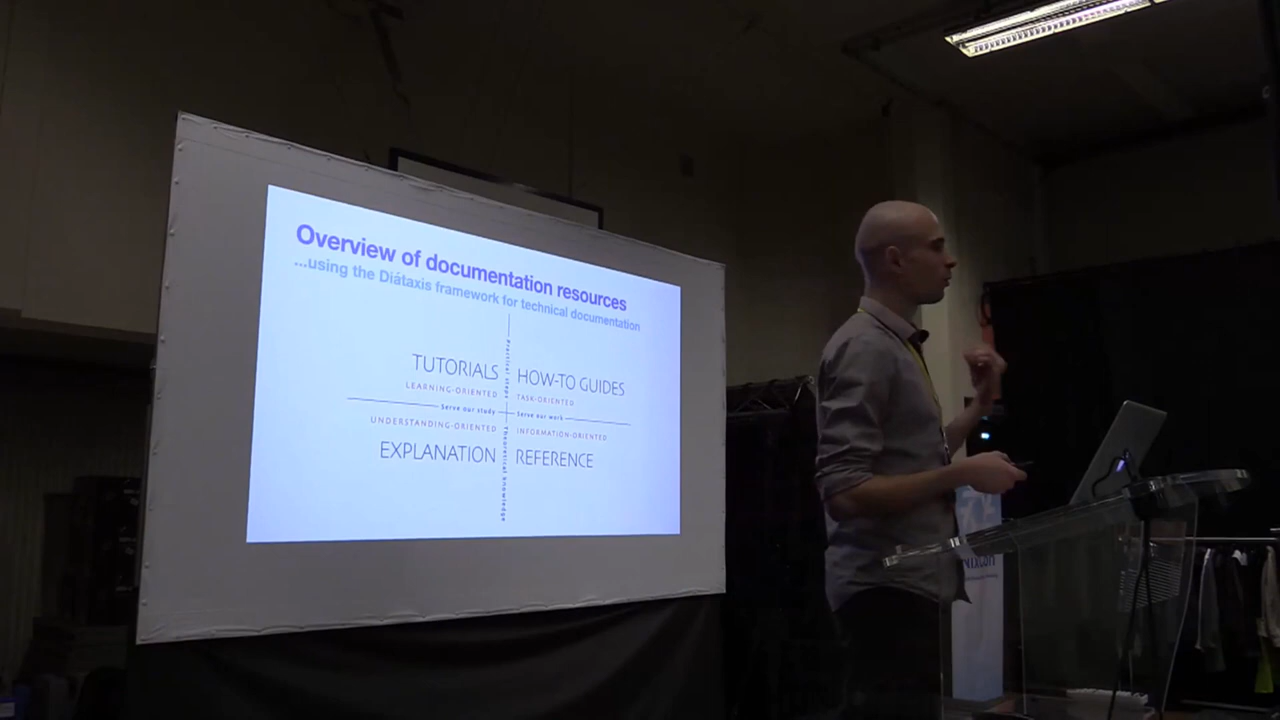 Overview of documentation resources
...using the Diátaxis framework for technical documentation
Practical steps
TUTORIALS
HOW-TO GUIDES
LEARNING-ORIENTED
TASK-ORIENTED
Serve our study
Serve our work
UNDERSTANDING-ORIENTED
INFORMATION-ORIENTED
EXPLANATION
REFERENCE
Theoretical knowledge